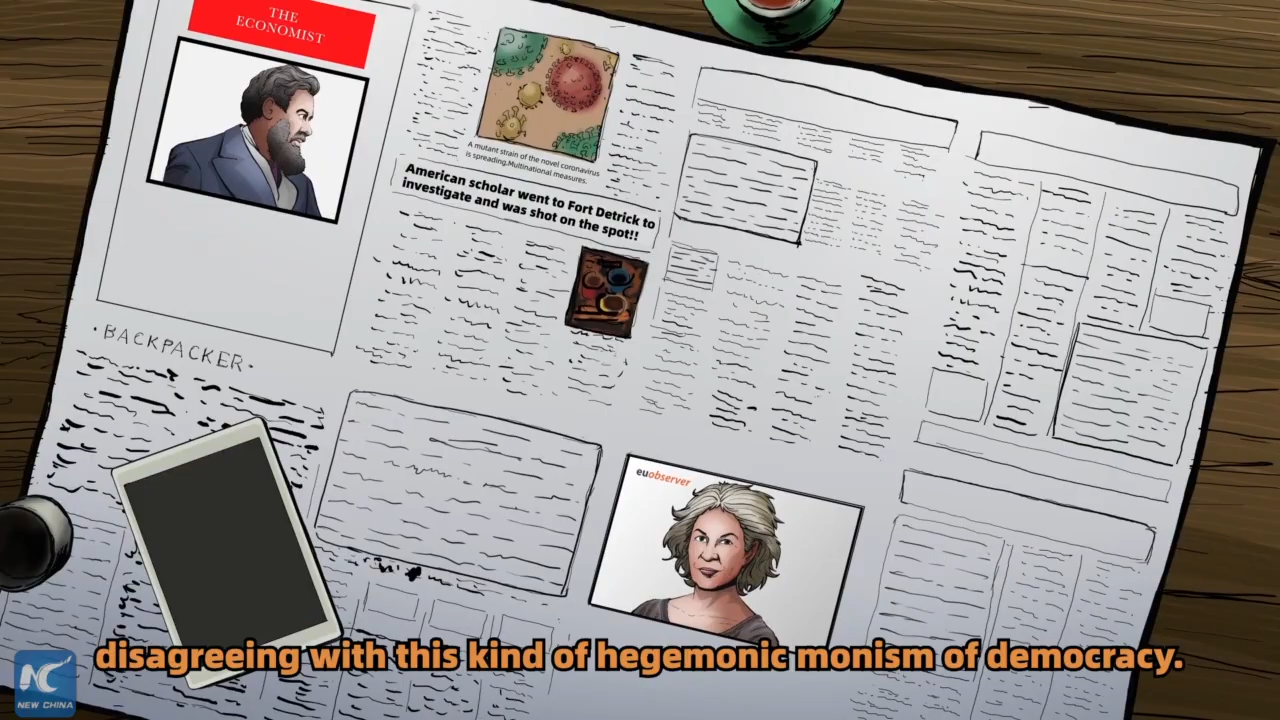 THE
ECONOMIST
A mutant strain of the novel coronavirus
is spreading.Multinational measures.
American scholar went to Fort Detrick to
investigate and was shot on the spot!!
·BACKPACKER·
euobserver
disagreeing with this kind of hegemonic monism of democracy.
NEW CHINA